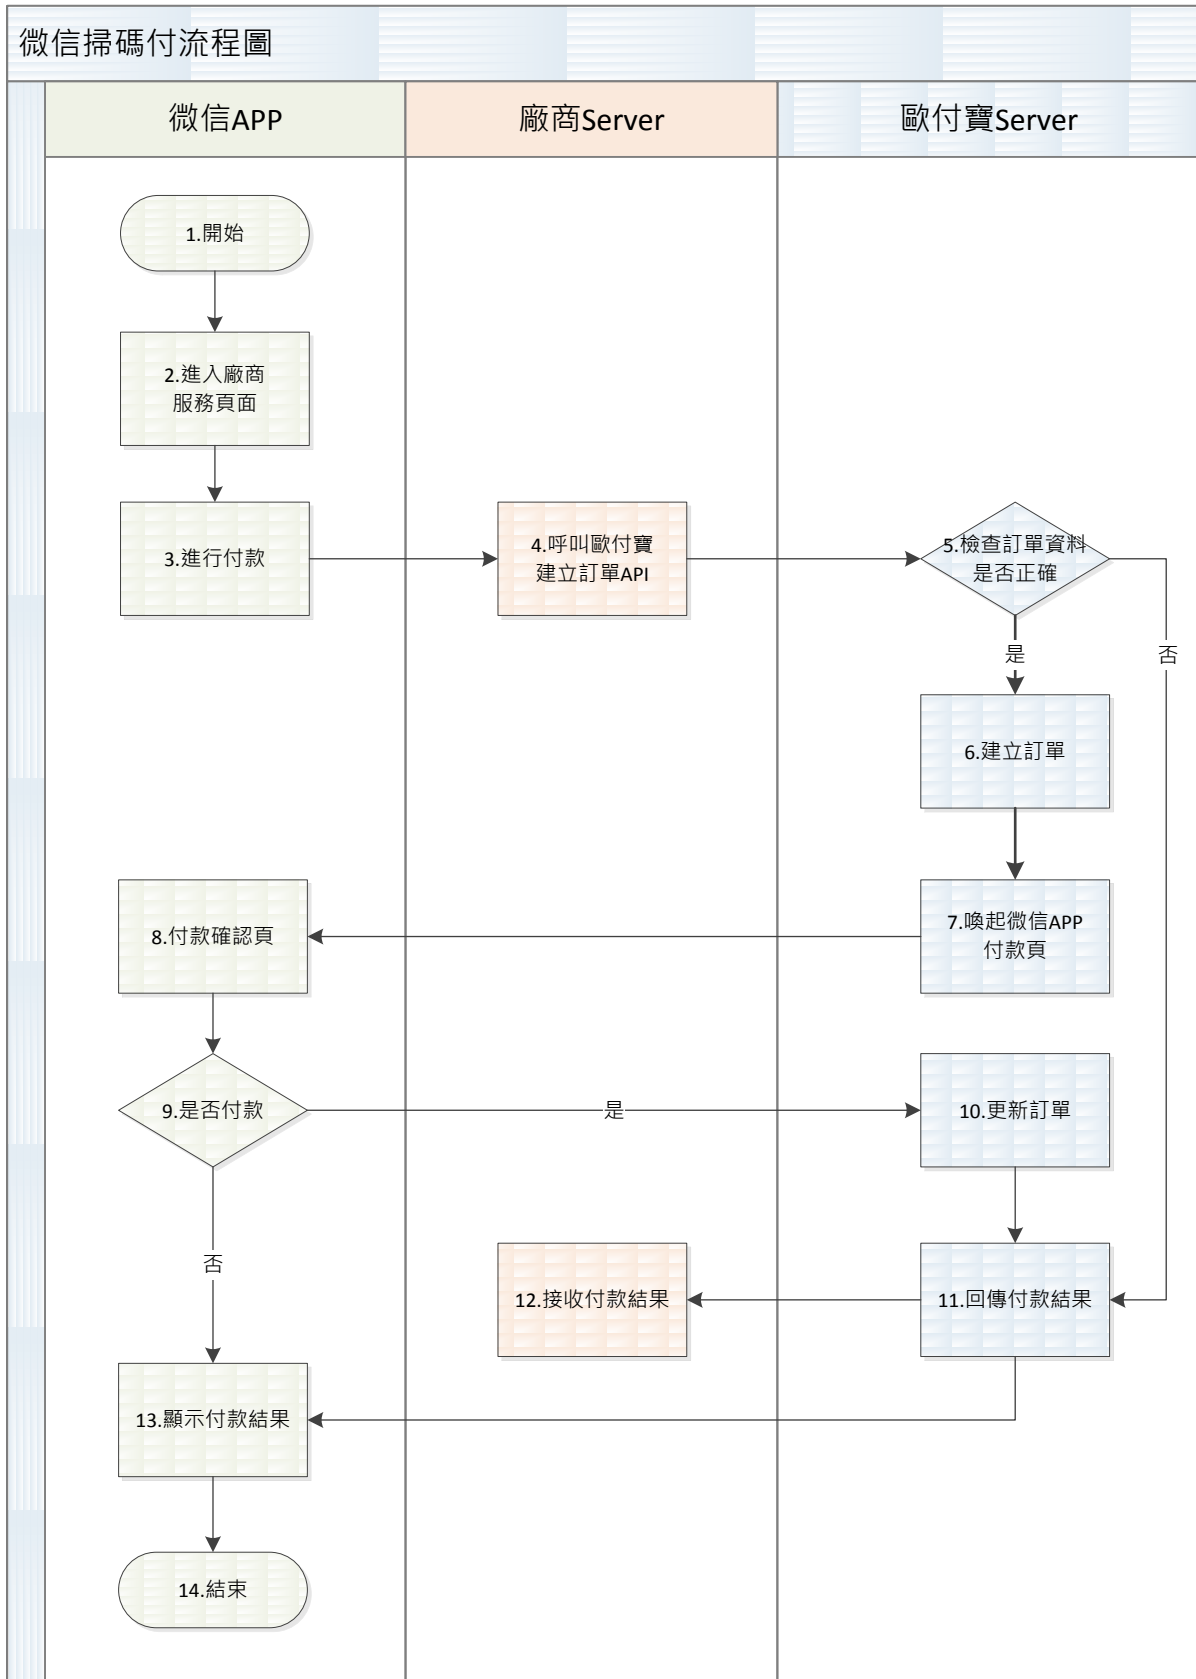 微信掃碼付流程圖
微信APP
廠商Server
歐付寶Server
1.開始
2.進入廠商
服務頁面
3.進行付款
4.呼叫歐付寶
建立訂單API
5.檢查訂單資料
是否正確
是
否
6.建立訂單
7.喚起微信APP
付款頁
8.付款確認頁
9.是否付款
是
10.更新訂單
否
11.回傳付款結果
12.接收付款結果
13.顯示付款結果
14.結束